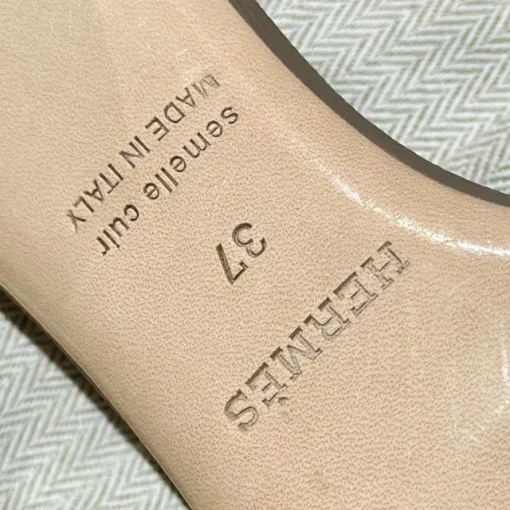 HERMÈS
37
semelle cuir
MADE IN ITALY